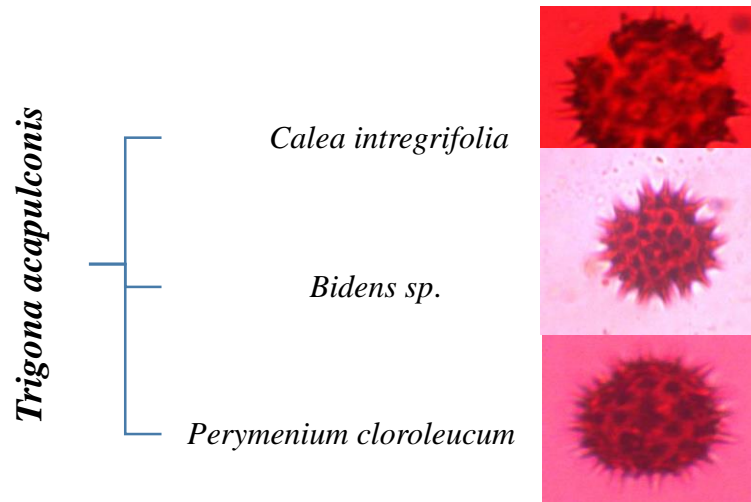 Trigona acapulconis
Calea intregrifolia
Bidens sp.
Perymenium cloroleucum